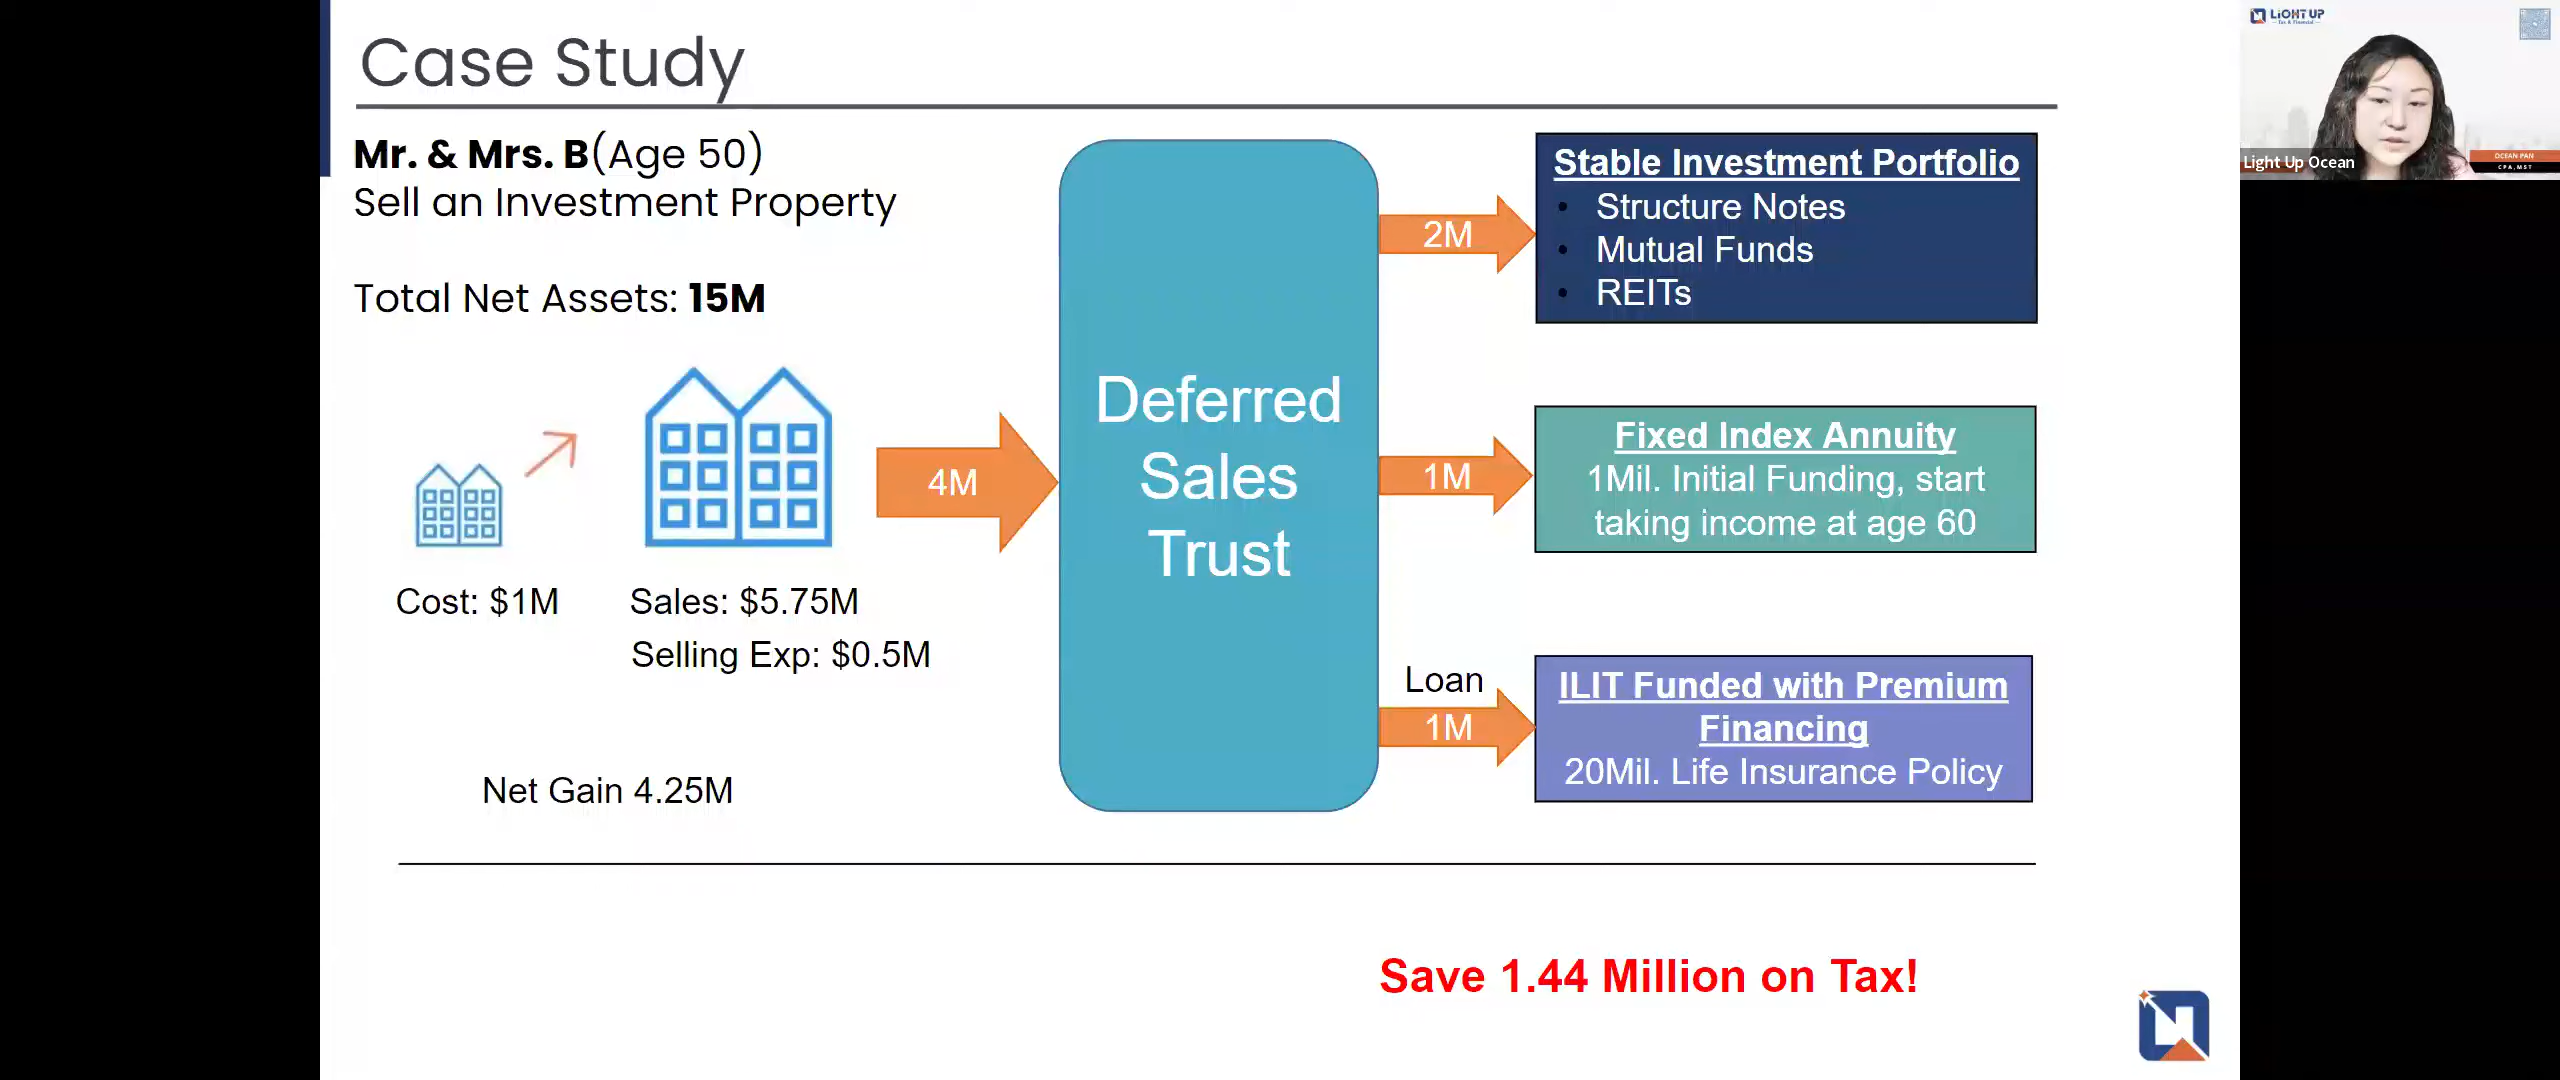 Case Study
Mr. & Mrs. B(Age 50)
Sell an Investment Property
Total Net Assets: 15M
Cost: $1M
Sales: $5.75M
Selling Exp: $0.5M
Net Gain 4.25M
4M
Deferred
Sales
Trust
2M
Stable Investment Portfolio
• Structure Notes
• Mutual Funds
• REITs
1M
Fixed Index Annuity
1Mil. Initial Funding, start
taking income at age 60
Loan
1M
ILIT Funded with Premium
Financing
20Mil. Life Insurance Policy
Save 1.44 Million on Tax!
LIGHT UP
Tax & Financial
Light Up Ocean
OCEAN PAN
CPA, MST